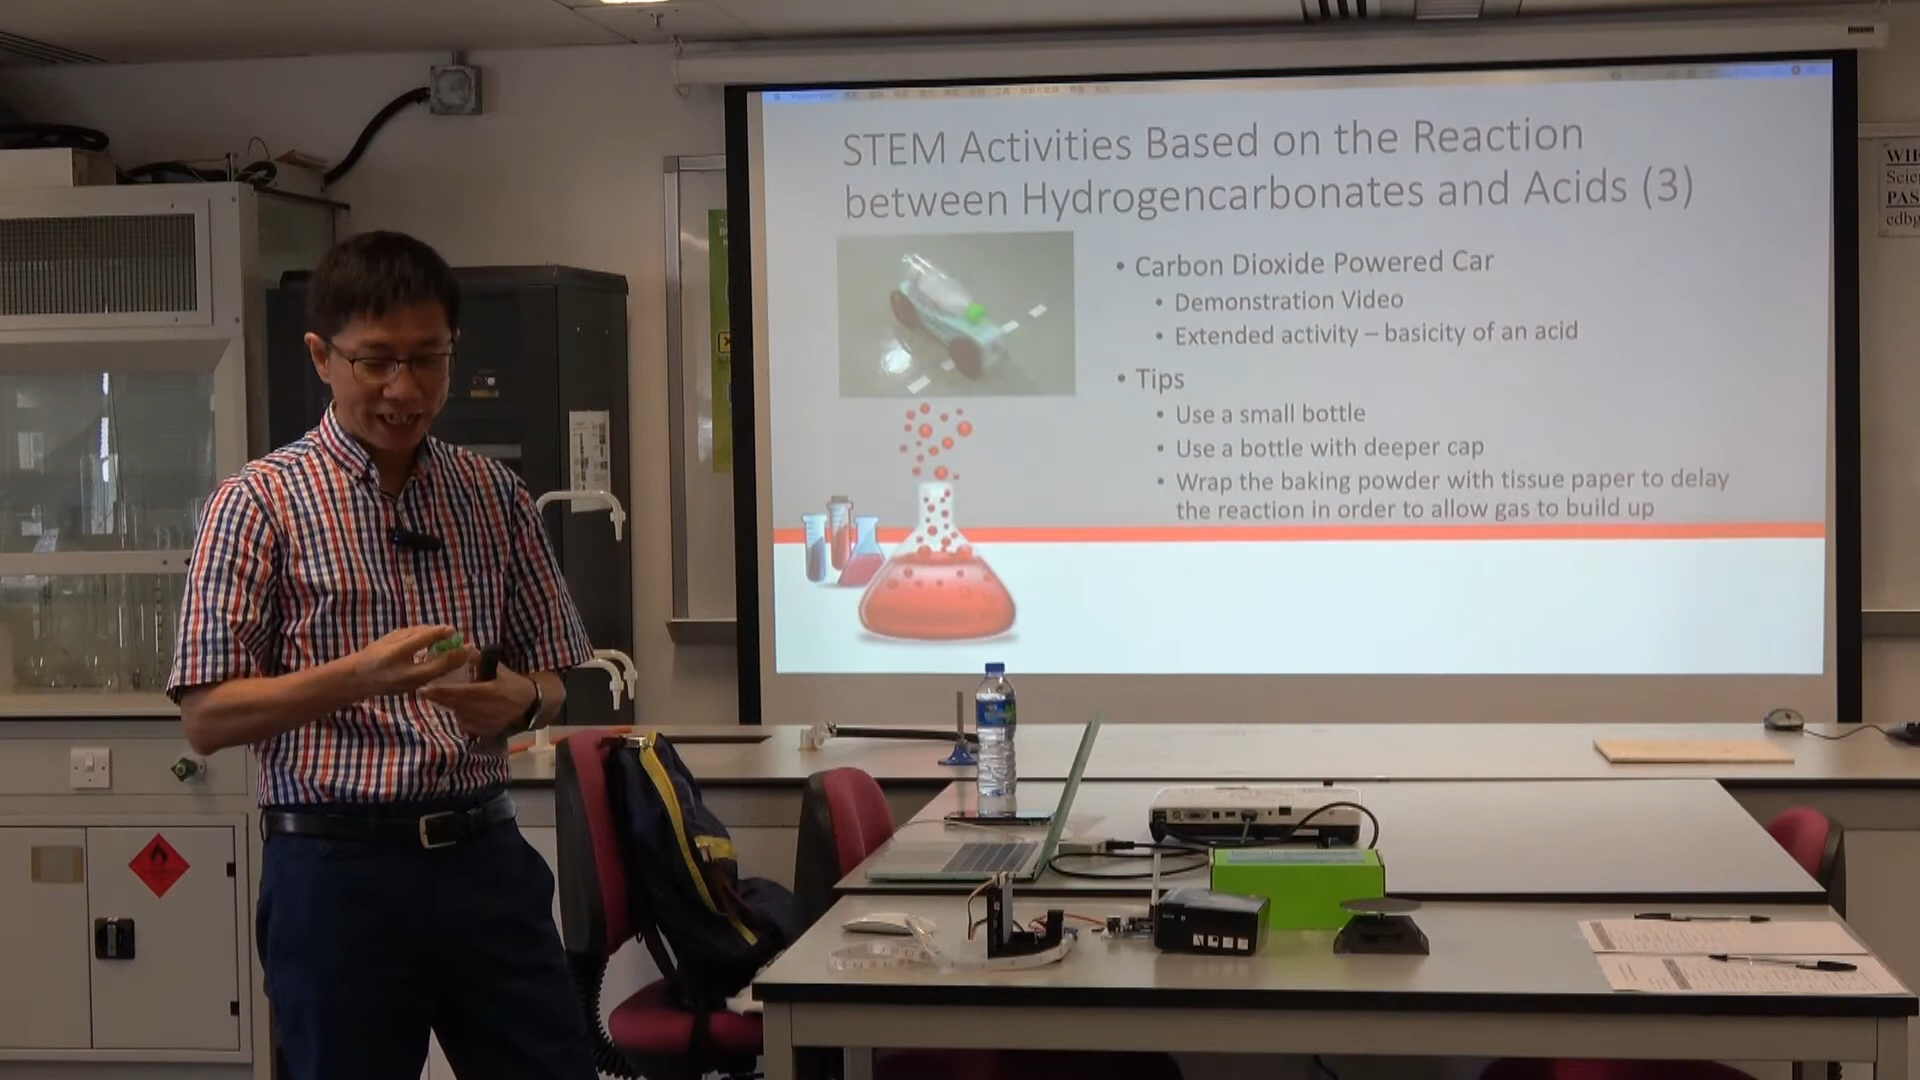 STEM Activities Based on the Reaction
between Hydrogencarbonates and Acids (3)
• Carbon Dioxide Powered Car
• Demonstration Video
• Extended activity – basicity of an acid
• Tips
• Use a small bottle
• Use a bottle with deeper cap
• Wrap the baking powder with tissue paper to delay
the reaction in order to allow gas to build up